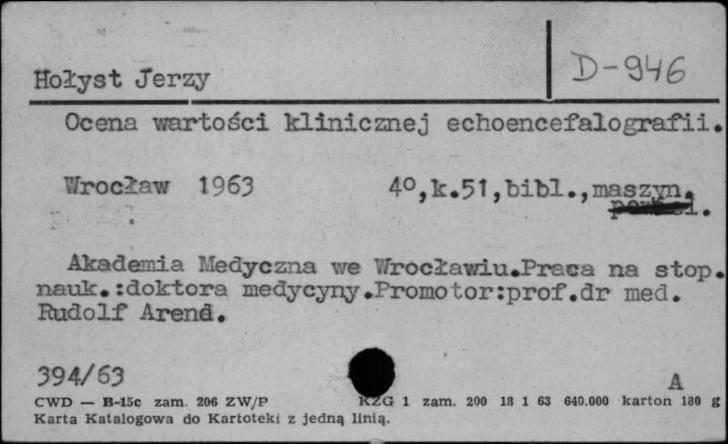 Hołyst Jerzy
D-946
Ocena wartości klinicznej echoencefalografii.
Wrocław 1963 4°,k.51,bibl.,maszyn.
Akademia Medyczna we Wrocławiu.Praca na stop.
nauk.:doktora medycyny.Promotor:prof.dr med.
Rudolf Arend.
394/63
A
CWD — B-15c zam. 206 ZW/P KZG 1 zam. 200 18 1 63 640.000 karton 180 g
Karta Katalogowa do Kartoteki z jedną linią.